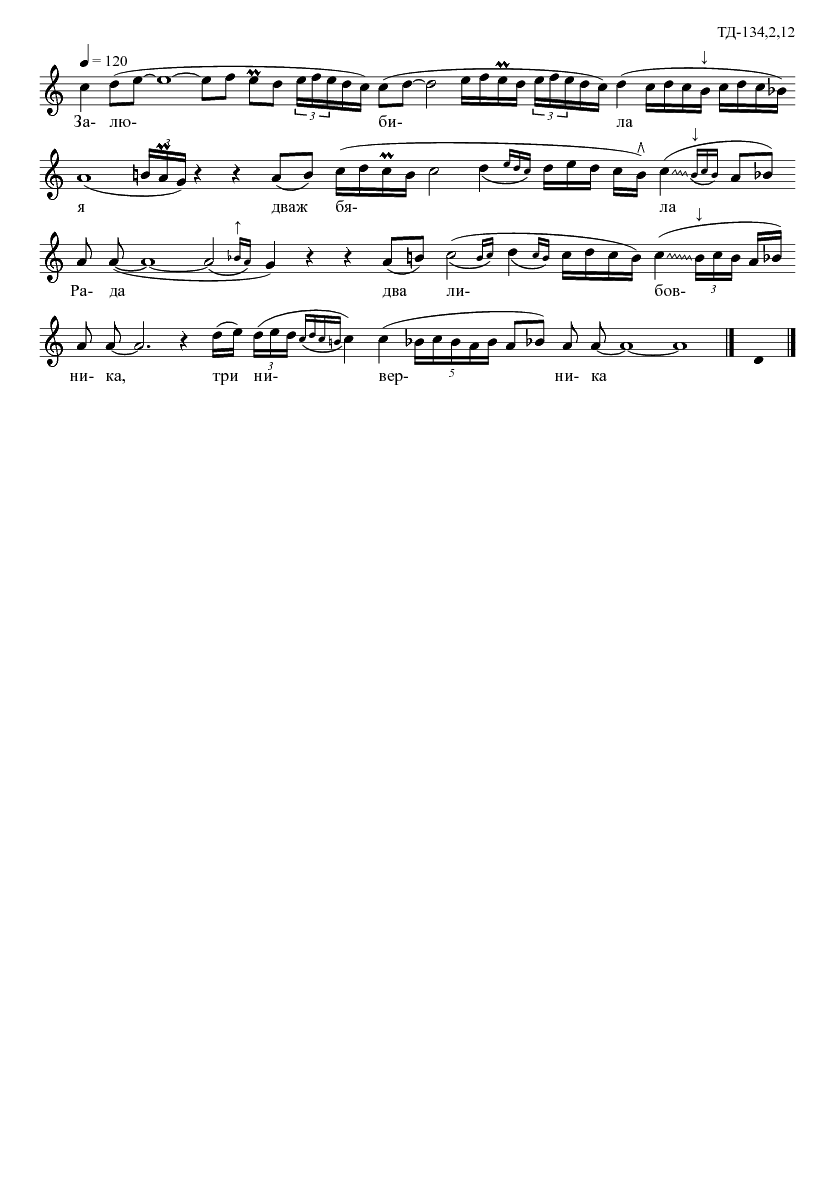 ТД-134,2,12
= 120
3 3
За- лю- би- ла
3
я дваж бя- ла
3
Ра- да два ли- бов-
3 5
ни- ка, три ни- вер- ни- ка